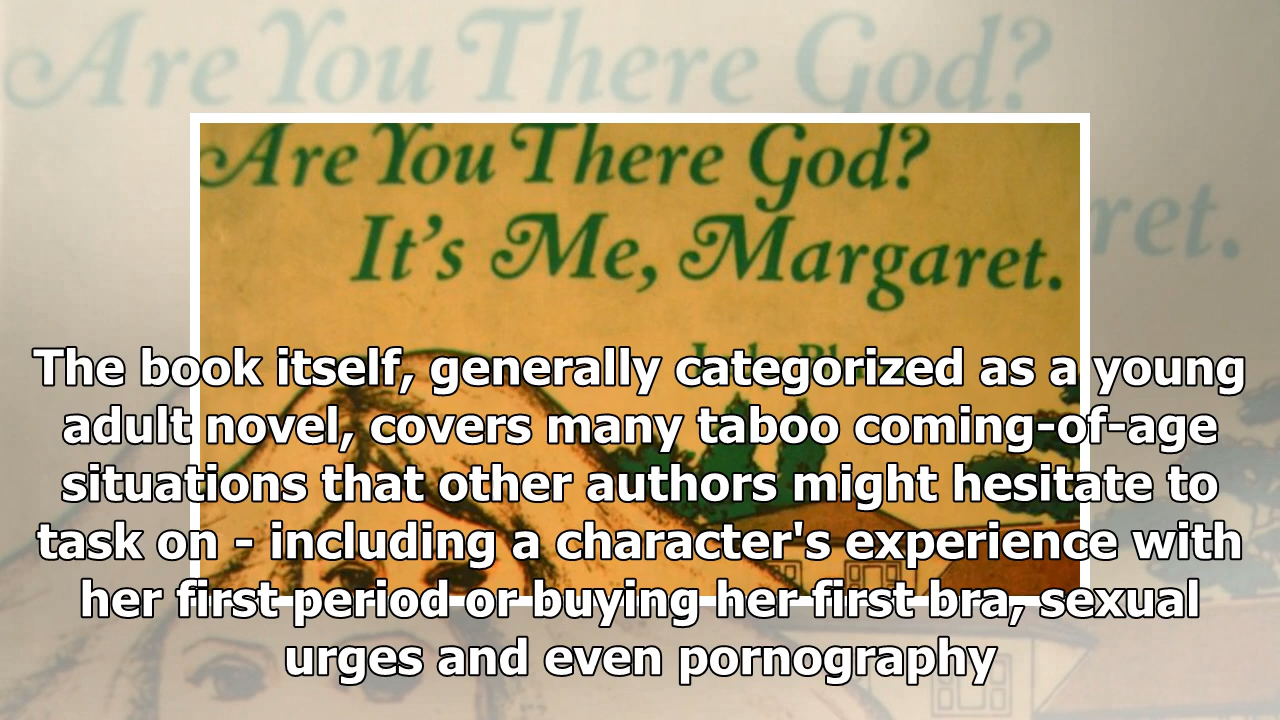 Are You There God?
ret.
Are You There God?
It's Me, Margaret.
The book itself, generally categorized as a young
adult novel, covers many taboo coming-of-age
situations that other authors might hesitate to
task on - including a character's experience with
her first period or buying her first bra, sexual
urges and even pornography